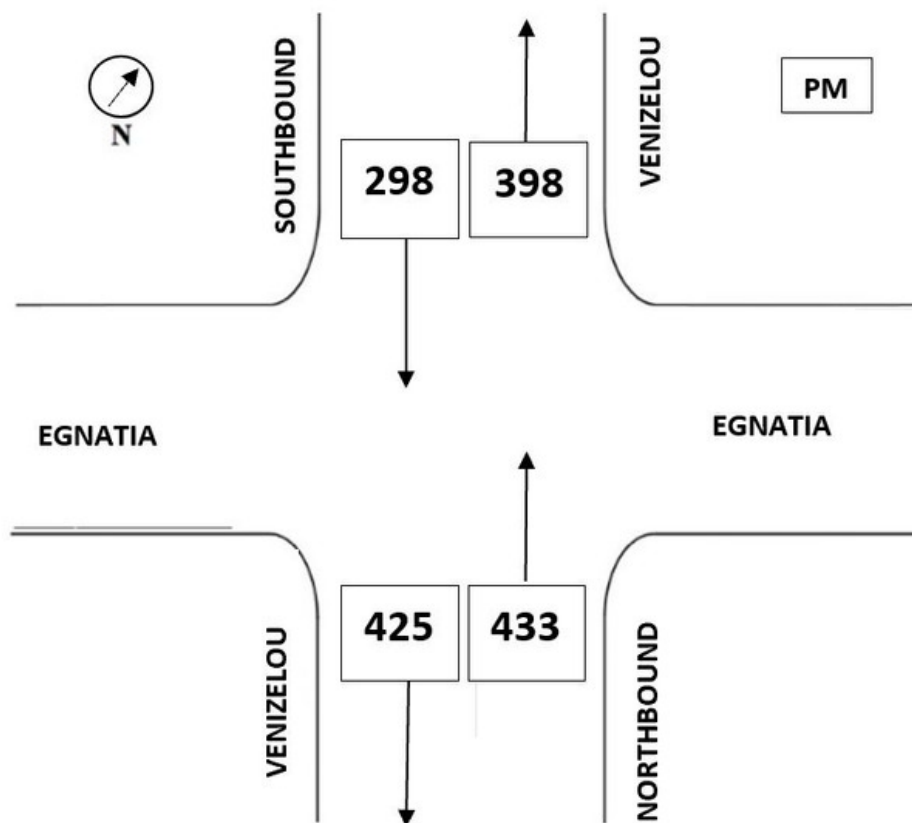 SOUTHBOUND
VENIZELOU
PM
N
298
398
EGNATIA
EGNATIA
425
433
VENIZELOU
NORTHBOUND